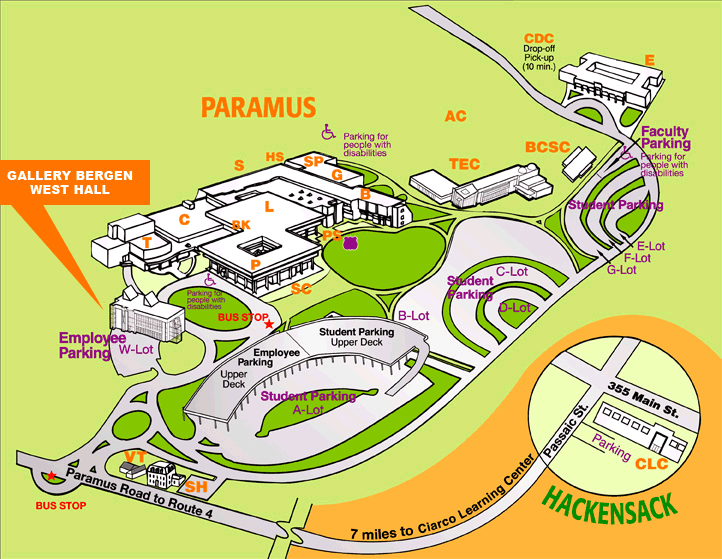 CDC
Drop-off
Pick-up
(10 min.)
E
PARAMUS
AC
Parking for
people with
disabilities
Faculty
Parking
Parking for
people with
disabilities
BCSC
TEC
HS
SP
S
G
B
GALLERY BERGEN
WEST HALL
C
L
BK
T
P
PS
Student Parking
E-Lot
F-Lot
G-Lot
C-Lot
Student
Parking
D-Lot
SC
Parking for
people with
disabilities
BUS STOP
B-Lot
Employee
Parking
W-Lot
Student Parking
Upper Deck
Employee
Parking
Upper
Deck
Student Parking
A-Lot
355 Main St.
Passaic St.
Parking
CLC
VT
SH
BUS STOP
Paramus Road to Route 4
7 miles to Ciarco Learning Center
HACKENSACK